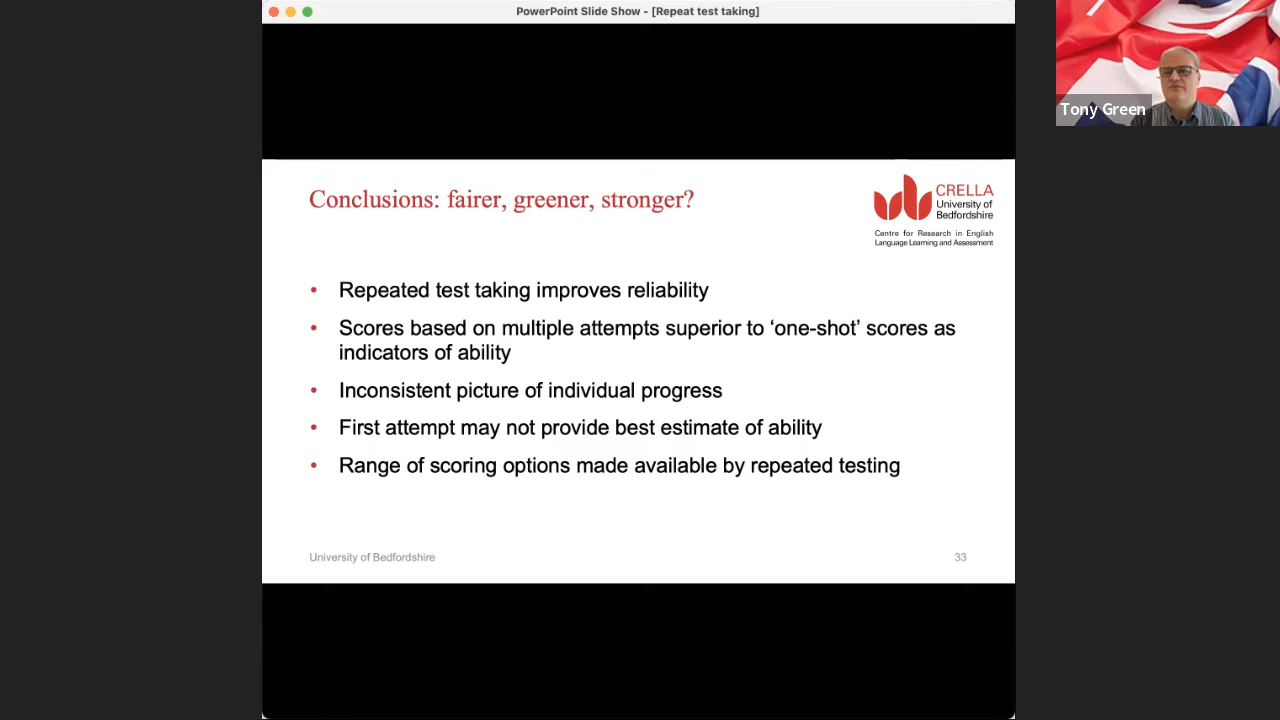 PowerPoint Slide Show - [Repeat test taking]
Tony Green
Conclusions: fairer, greener, stronger?
CRELLA
University of
Bedfordshire
Centre for Research in English
Language Learning and Assessment
• Repeated test taking improves reliability
• Scores based on multiple attempts superior to ‘one-shot’ scores as
indicators of ability
• Inconsistent picture of individual progress
• First attempt may not provide best estimate of ability
• Range of scoring options made available by repeated testing
University of Bedfordshire
33